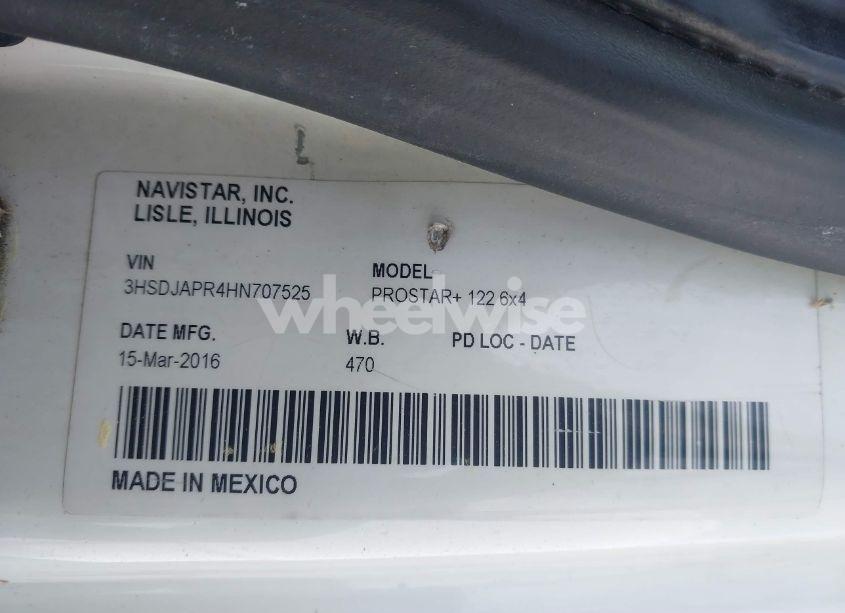 NAVISTAR, INC.
LISLE, ILLINOIS
VIN
3HSDJAPR4HN707525
MODEL
PROSTAR+ 122 6x4
wheelwise
DATE MFG.
15-Mar-2016
W.B.
470
PD LOC - DATE
MADE IN MEXICO